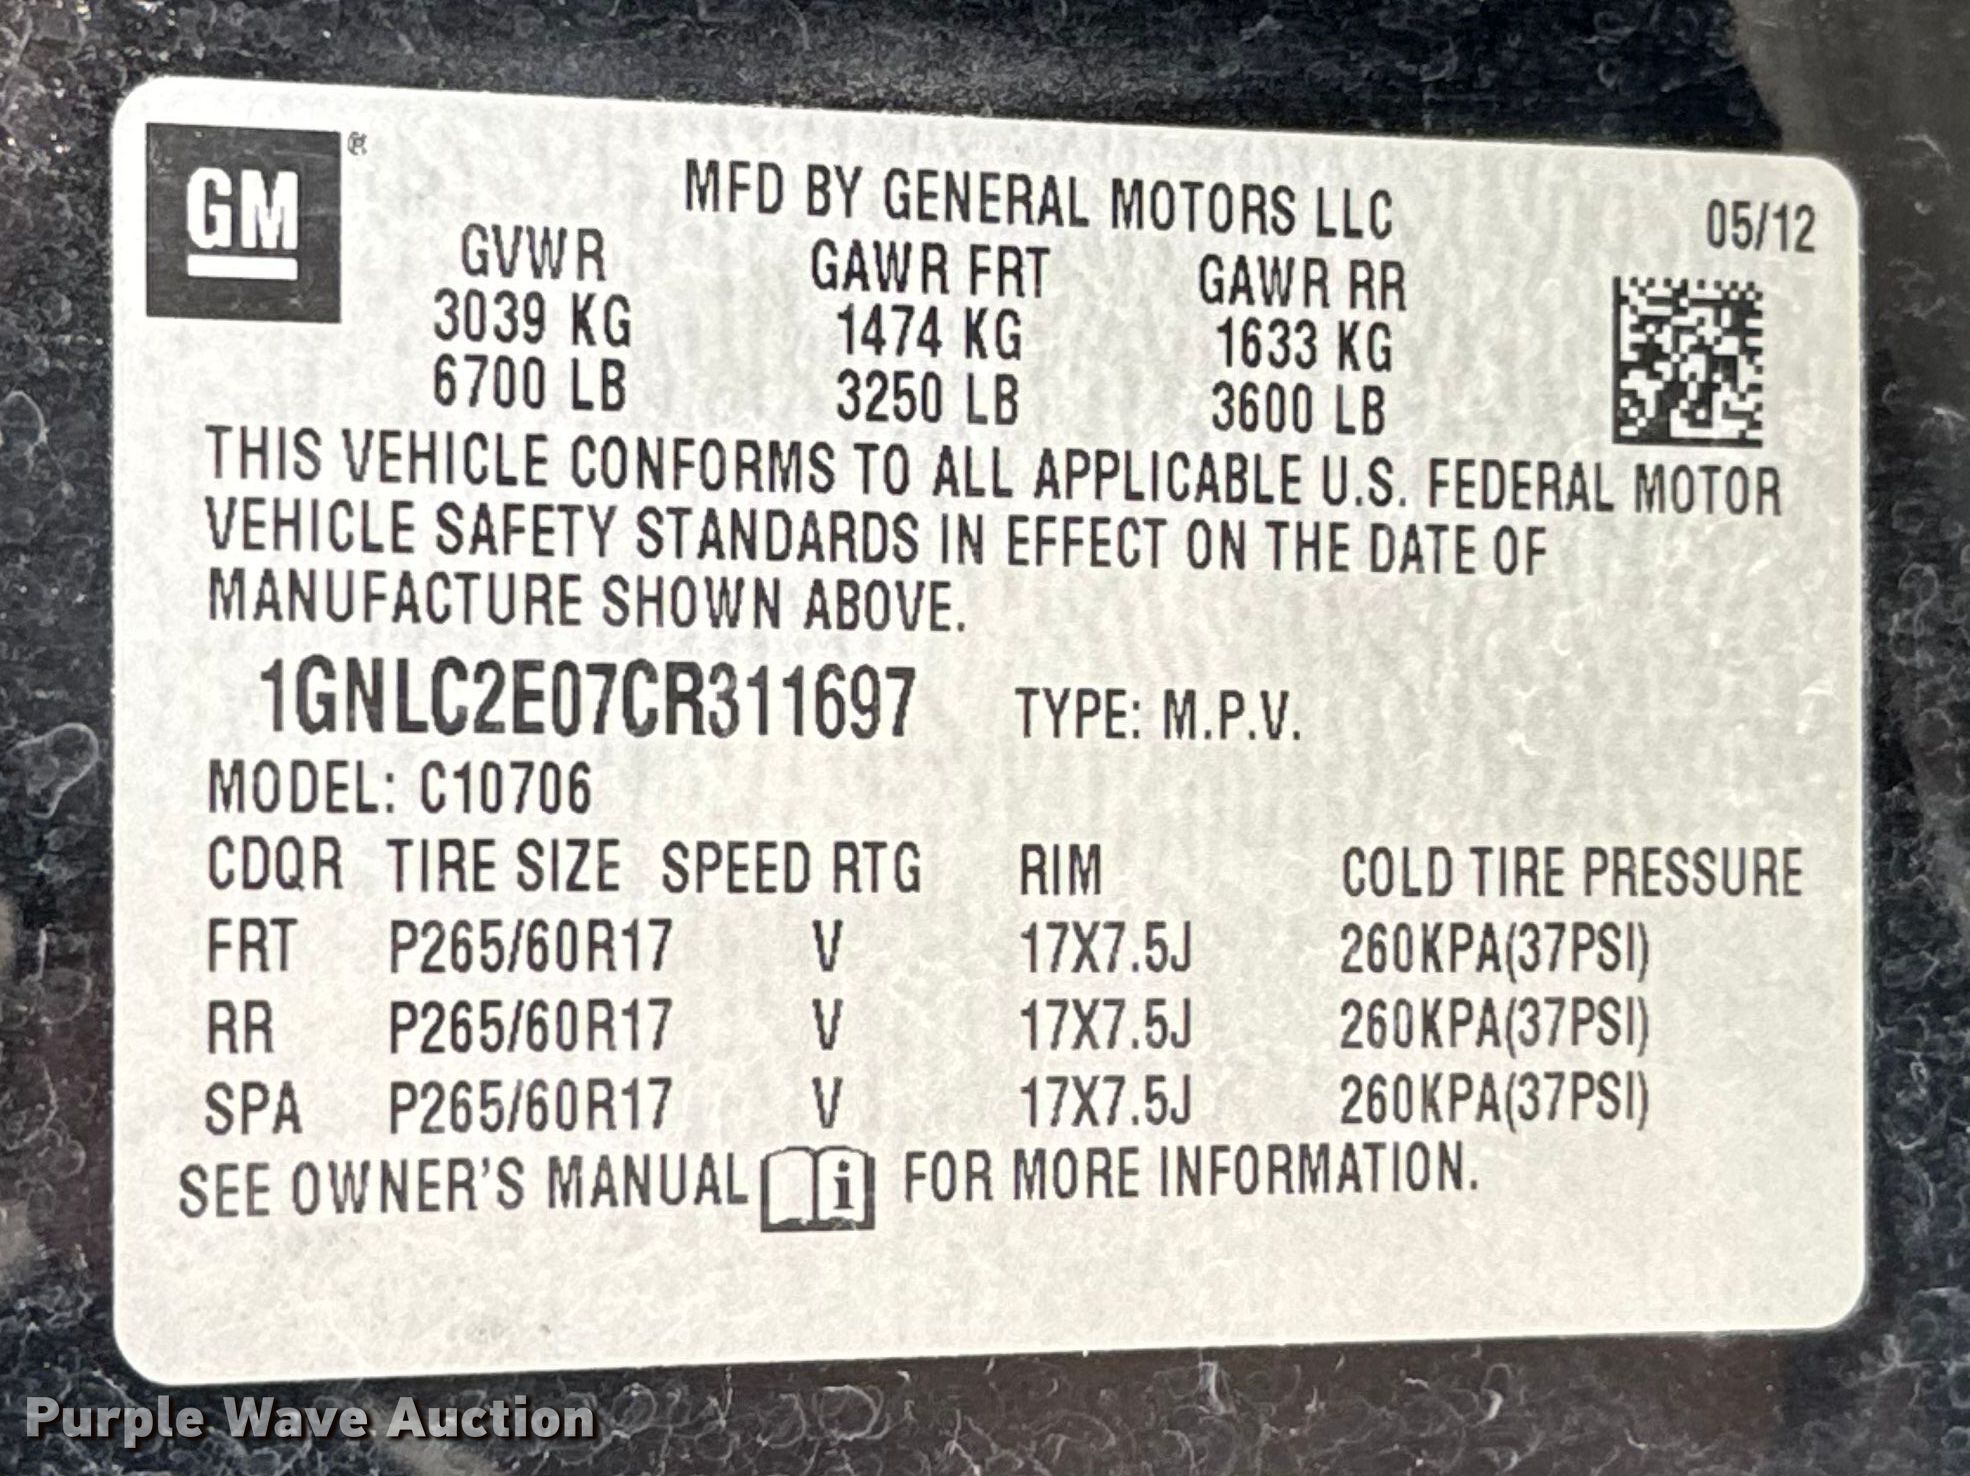 GM ®
MFD BY GENERAL MOTORS LLC 05/12
GVWR GAWR FRT GAWR RR
3039 KG 1474 KG 1633 KG
6700 LB 3250 LB 3600 LB
THIS VEHICLE CONFORMS TO ALL APPLICABLE U.S. FEDERAL MOTOR
VEHICLE SAFETY STANDARDS IN EFFECT ON THE DATE OF
MANUFACTURE SHOWN ABOVE.
1GNLC2E07CR311697 TYPE: M.P.V.
MODEL: C10706
CDQR TIRE SIZE SPEED RTG RIM COLD TIRE PRESSURE
FRT P265/60R17 V 17X7.5J 260KPA(37PSI)
RR P265/60R17 V 17X7.5J 260KPA(37PSI)
SPA P265/60R17 V 17X7.5J 260KPA(37PSI)
SEE OWNER'S MANUAL i FOR MORE INFORMATION.
Purple Wave Auction